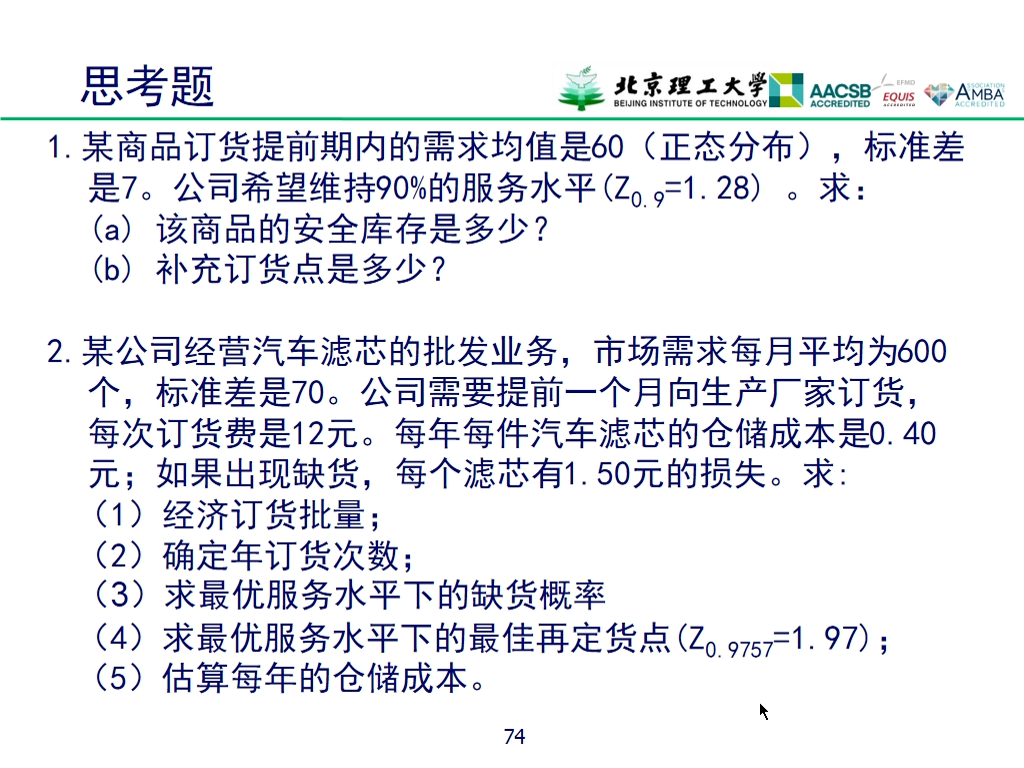 思考题
北京理工大学
BEIJING INSTITUTE OF TECHNOLOGY
AACSB
ACCREDITED
EFMD
EQUIS
ACCREDITED
ASSOCIATION
AMBA
ACCREDITED
1.某商品订货提前期内的需求均值是60（正态分布），标准差
是7。公司希望维持90%的服务水平(Z0.9=1.28) 。求：
(a) 该商品的安全库存是多少？
(b) 补充订货点是多少？
2.某公司经营汽车滤芯的批发业务，市场需求每月平均为600
个，标准差是70。公司需要提前一个月向生产厂家订货，
每次订货费是12元。每年每件汽车滤芯的仓储成本是0.40
元；如果出现缺货，每个滤芯有1.50元的损失。求:
（1）经济订货批量；
（2）确定年订货次数；
（3）求最优服务水平下的缺货概率
（4）求最优服务水平下的最佳再定货点(Z0.9757=1.97)；
（5）估算每年的仓储成本。
74